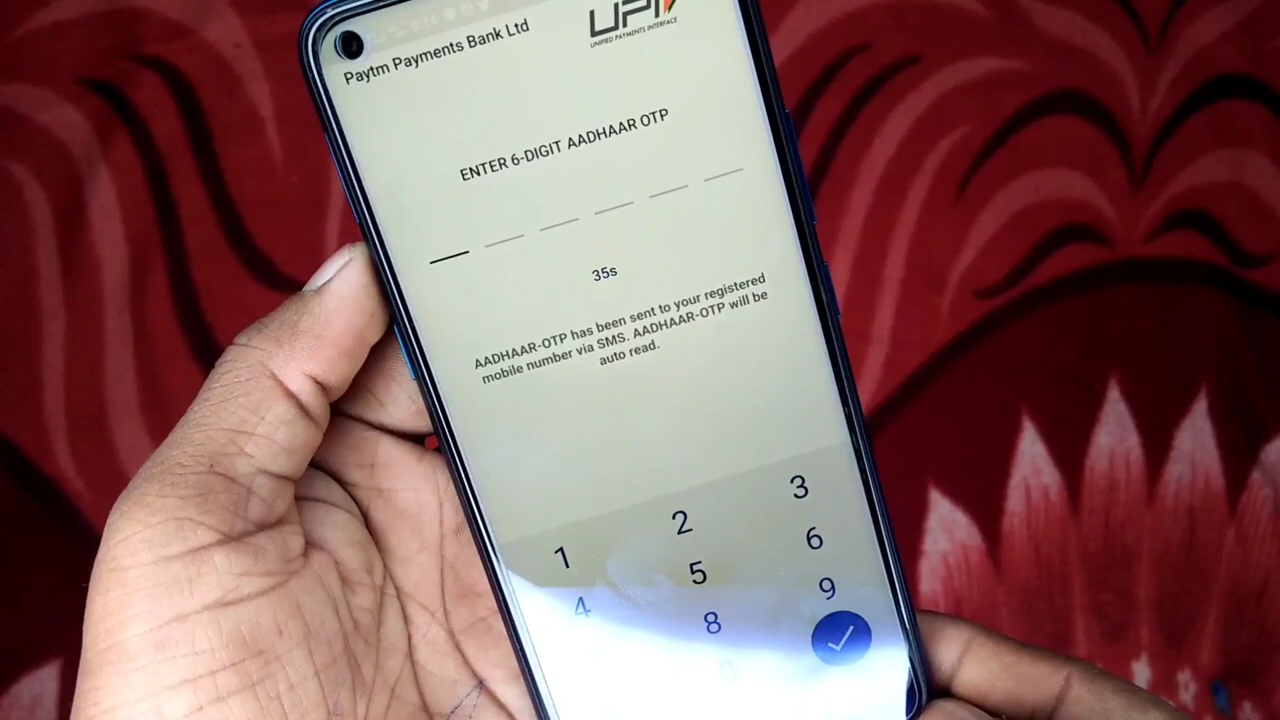 Paytm Payments Bank Ltd
UPI
UNIFIED PAYMENTS INTERFACE
ENTER 6-DIGIT AADHAAR OTP
35s
AADHAAR-OTP has been sent to your registered
mobile number via SMS. AADHAAR-OTP will be
auto read.
1 2 3
4 5 6
8 9
0